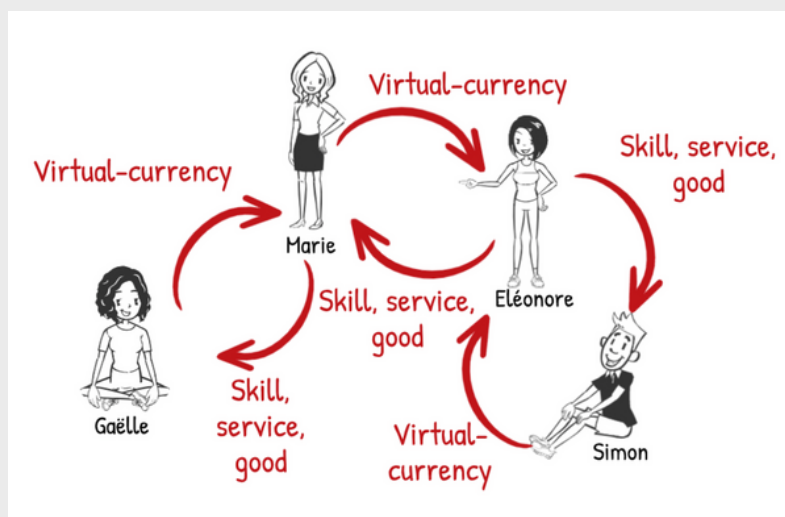 Virtual-currency
Skill, service,
good
Virtual-currency
Marie
Eléonore
Skill, service,
good
Skill,
service,
good
Gaëlle
Virtual-
currency
Simon